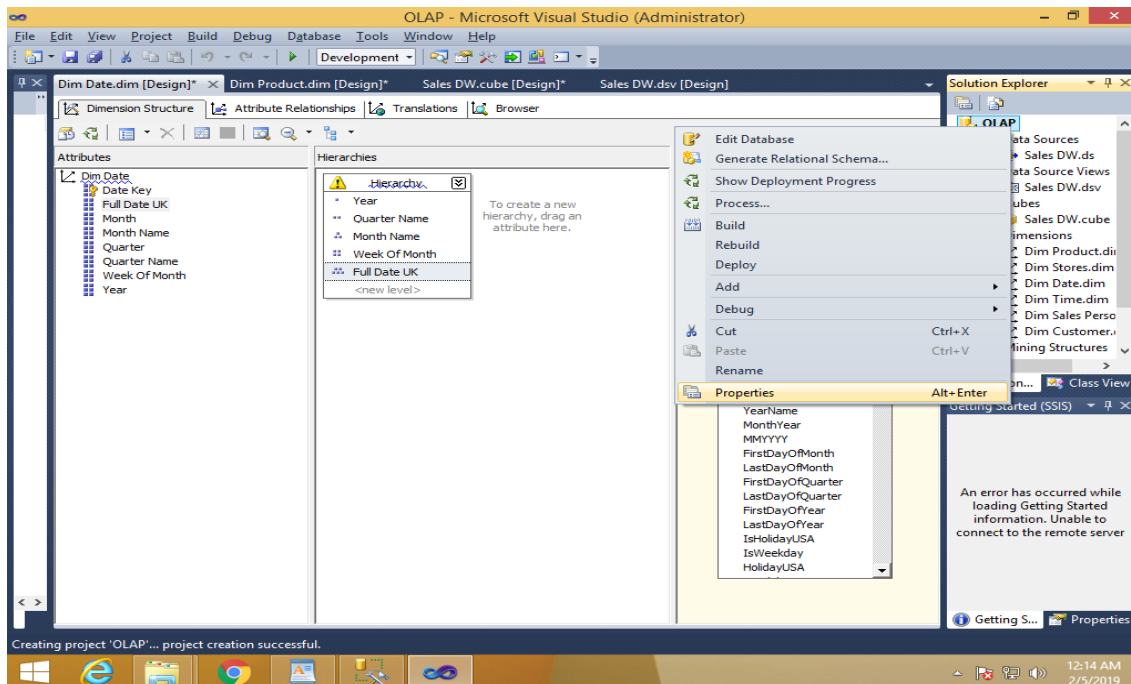 OLAP - Microsoft Visual Studio (Administrator)
File Edit View Project Build Debug Database Tools Window Help
Development
Dim Date.dim [Design]* Dim Product.dim [Design]* Sales DW.cube [Design]* Sales DW.dsv [Design]
Dimension Structure Attribute Relationships Translations Browser
Attributes
Dim Date
Date Key
Full Date UK
Month
Month Name
Quarter
Quarter Name
Week Of Month
Year
Hierarchies
Hierarchy
Year
Quarter Name
Month Name
Week Of Month
Full Date UK
<new level>
To create a new
hierarchy, drag an
attribute here.
Edit Database
Generate Relational Schema...
Show Deployment Progress
Process...
Build
Rebuild
Deploy
Add
Debug
Cut Ctrl+X
Paste Ctrl+V
Rename
Properties Alt+Enter
YearName
MonthYear
MMYYYY
FirstDayOfMonth
LastDayOfMonth
FirstDayOfQuarter
LastDayOfQuarter
FirstDayOfYear
LastDayOfYear
IsHolidayUSA
IsWeekday
HolidayUSA
Solution Explorer
OLAP
ata Sources
Sales DW.ds
ata Source Views
Sales DW.dsv
ubes
Sales DW.cube
imensions
Dim Product.di
Dim Stores.dim
Dim Date.dim
Dim Time.dim
Dim Sales Perso
Dim Customer.
Mining Structures
on... Class View
Getting Started (SSIS)
An error has occurred while
loading Getting Started
information. Unable to
connect to the remote server
Getting S... Properties
Creating project 'OLAP'... project creation successful.
12:14 AM
2/5/2019